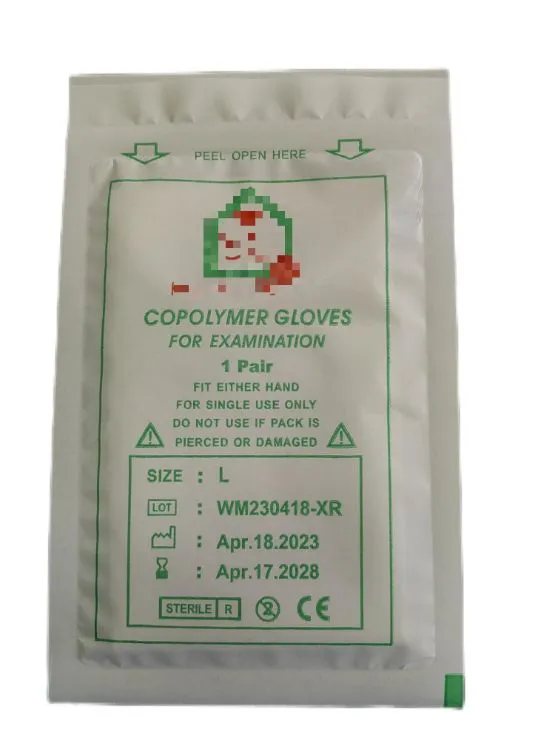 PEEL OPEN HERE
COPOLYMER GLOVES
FOR EXAMINATION
1 Pair
FIT EITHER HAND
FOR SINGLE USE ONLY
DO NOT USE IF PACK IS
PIERCED OR DAMAGED
SIZE : L
LOT : WM230418-XR
: Apr.18.2023
: Apr.17.2028
STERILE R 2 CE